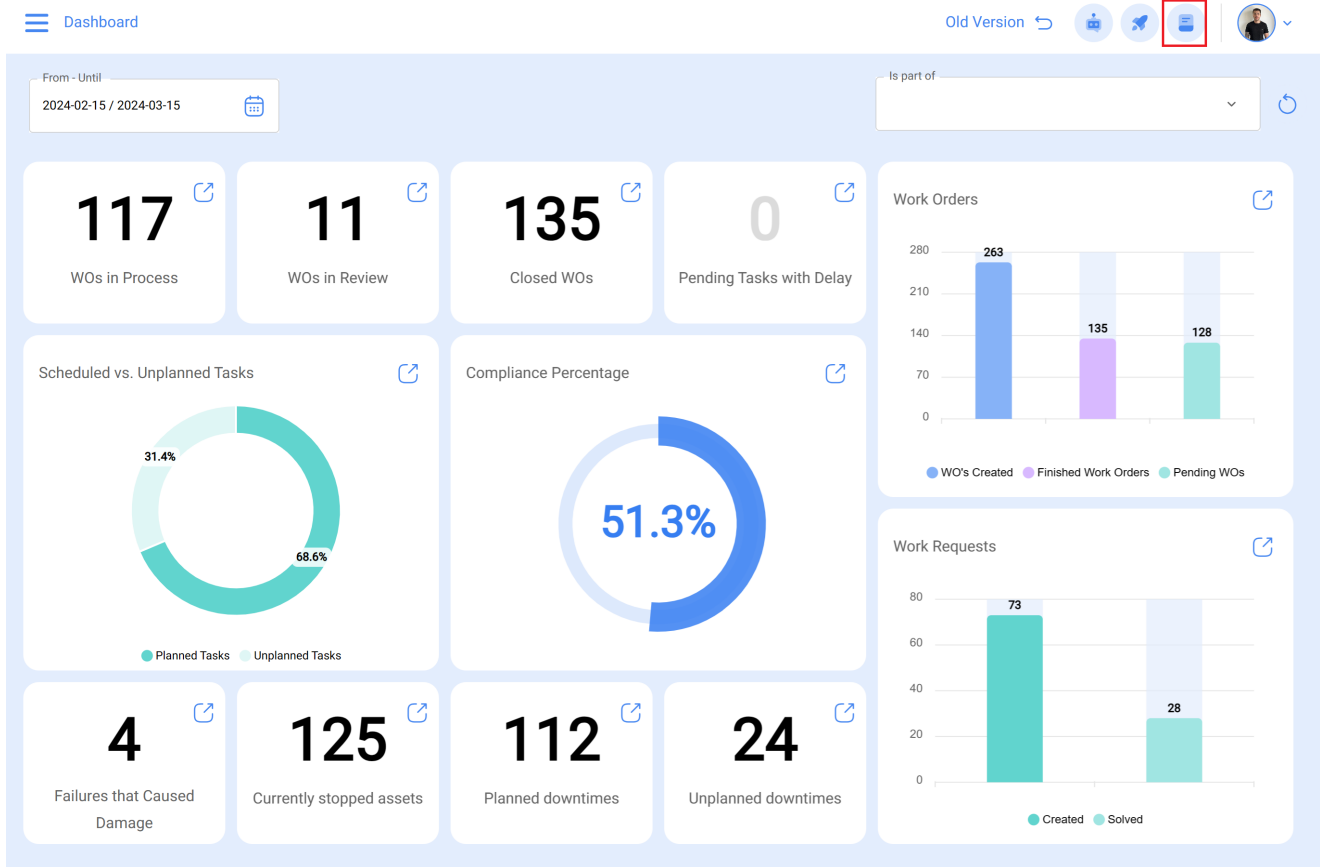 Dashboard
Old Version
From - Until
2024-02-15 / 2024-03-15
Is part of
117
WOs in Process
11
WOs in Review
135
Closed WOs
0
Pending Tasks with Delay
Work Orders
280
210
140
70
0
263
135
128
WO's Created
Finished Work Orders
Pending WOs
Scheduled vs. Unplanned Tasks
31.4%
68.6%
Planned Tasks
Unplanned Tasks
Compliance Percentage
51.3%
Work Requests
80
60
40
20
0
73
28
Created
Solved
4
Failures that Caused
Damage
125
Currently stopped assets
112
Planned downtimes
24
Unplanned downtimes